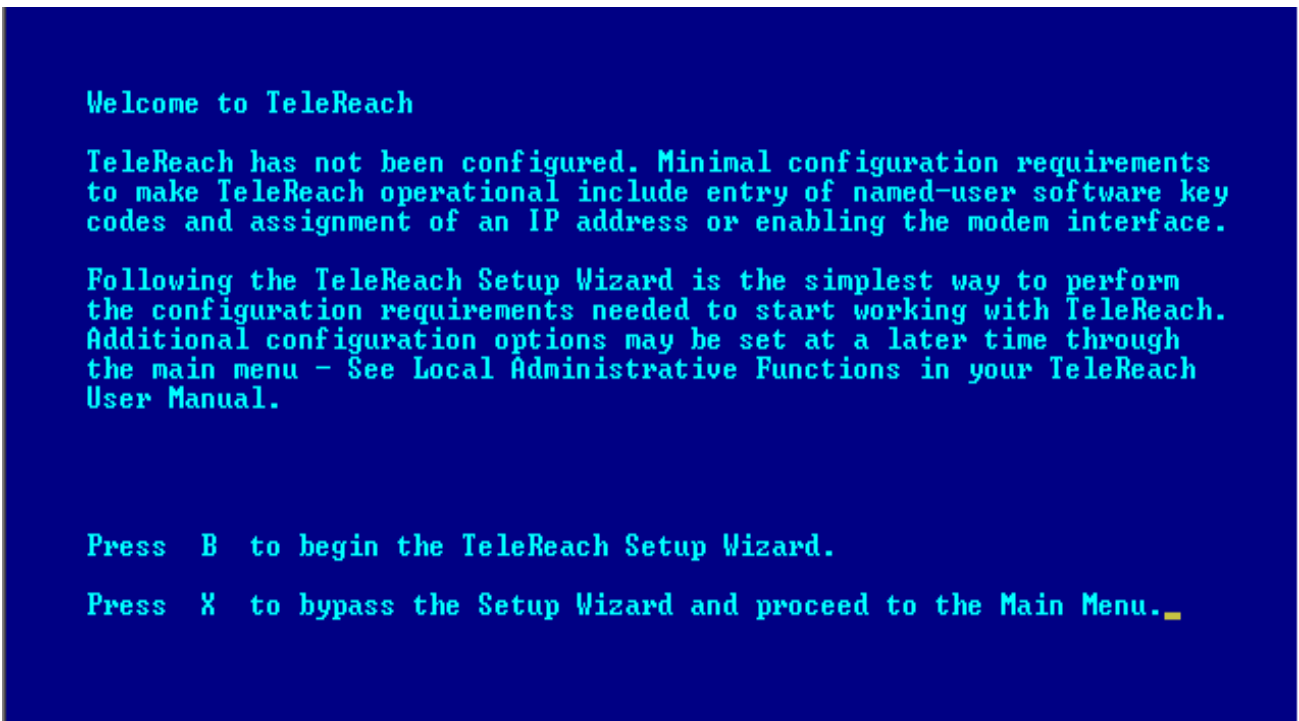 Welcome to TeleReach
TeleReach has not been configured. Minimal configuration requirements
to make TeleReach operational include entry of named-user software key
codes and assignment of an IP address or enabling the modem interface.
Following the TeleReach Setup Wizard is the simplest way to perform
the configuration requirements needed to start working with TeleReach.
Additional configuration options may be set at a later time through
the main menu - See Local Administrative Functions in your TeleReach
User Manual.
Press  B  to begin the TeleReach Setup Wizard.
Press  X  to bypass the Setup Wizard and proceed to the Main Menu.